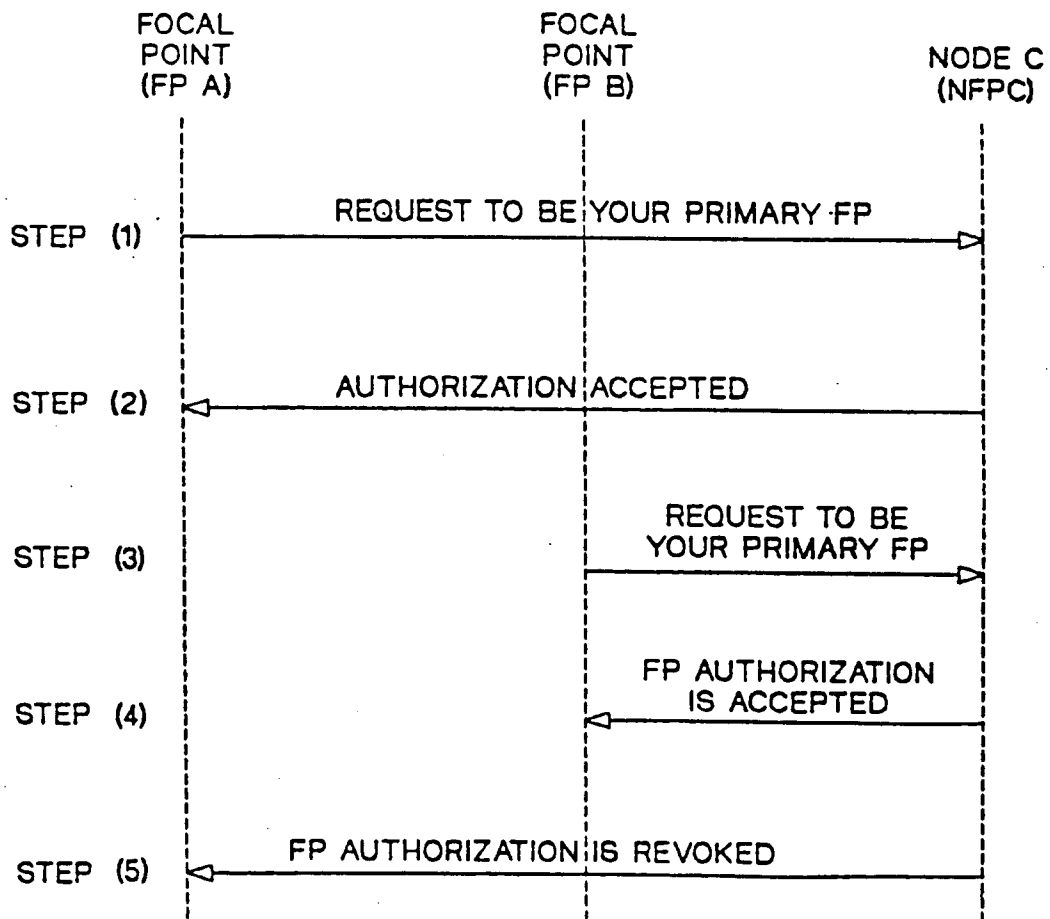 FOCAL
POINT
(FP A)
FOCAL
POINT
(FP B)
NODE C
(NFPC)
STEP (1)
REQUEST TO BE YOUR PRIMARY FP
STEP (2)
AUTHORIZATION ACCEPTED
STEP (3)
REQUEST TO BE
YOUR PRIMARY FP
STEP (4)
FP AUTHORIZATION
IS ACCEPTED
STEP (5)
FP AUTHORIZATION IS REVOKED